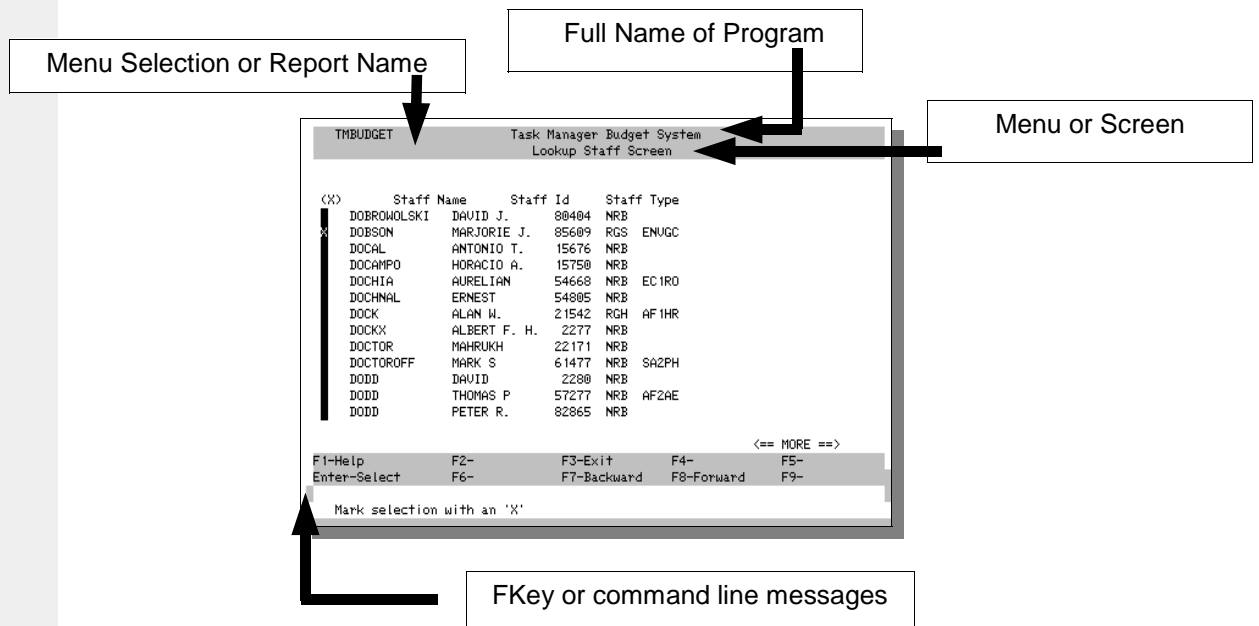 Full Name of Program
Menu Selection or Report Name
Menu or Screen
TMBUDGET Task Manager Budget System
Lookup Staff Screen
(X) Staff Name Staff Id Staff Type
DOBROWOLSKI DAVID J. 80404 NRB
X DOBSON MARJORIE J. 85609 RGS ENVGC
DOCAL ANTONIO T. 15676 NRB
DOCAMPO HORACIO A. 15750 NRB
DOCHIA AURELIAN 54668 NRB EC1RO
DOCHNAL ERNEST 54805 NRB
DOCK ALAN W. 21542 RGH AF1HR
DOCKX ALBERT F. H. 2277 NRB
DOCTOR MAHRUKH 22171 NRB
DOCTOROFF MARK S 61477 NRB SA2PH
DODD DAVID 2280 NRB
DODD THOMAS P 57277 NRB AF2AE
DODD PETER R. 82865 NRB
<== MORE ==>
F1-Help F2- F3-Exit F4- F5-
Enter-Select F6- F7-Backward F8-Forward F9-
Mark selection with an 'X'
FKey or command line messages